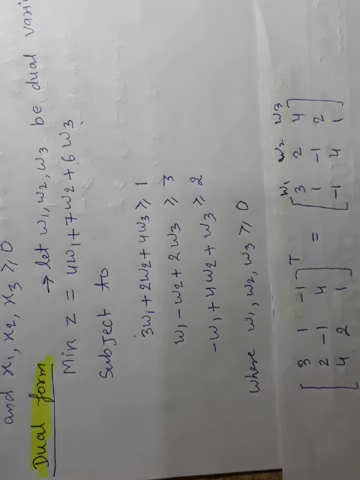 and x₁, x₂, x₃ ≥ 0
Dual form → let w₁, w₂, w₃ be dual
Min Z = 4w₁ + 7w₂ + 6w₃
Subject to
3w₁ + 2w₂ + 4w₃ ≥ 1
w₁ - w₂ + 2w₃ ≥ 3
-w₁ + 4w₂ + w₃ ≥ 2
where w₁, w₂, w₃ ≥ 0
w₁ w₂ w₃
[3 1 -1]ᵀ = [3 2 4]
[2 -1 4] [1 -1 2]
[4 2 1] [-1 4 1]